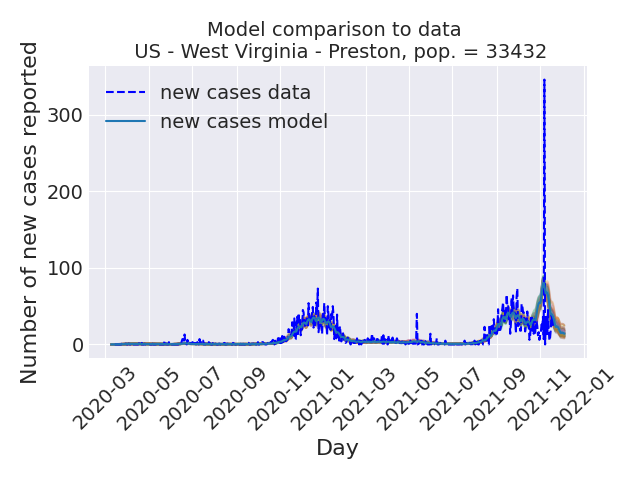 Model comparison to data
US - West Virginia - Preston, pop. = 33432
Number of new cases reported
300
200
100
0
new cases data
new cases model
2020-03
2020-05
2020-07
2020-09
2020-11
2021-01
2021-03
2021-05
2021-07
2021-09
2021-11
2022-01
Day